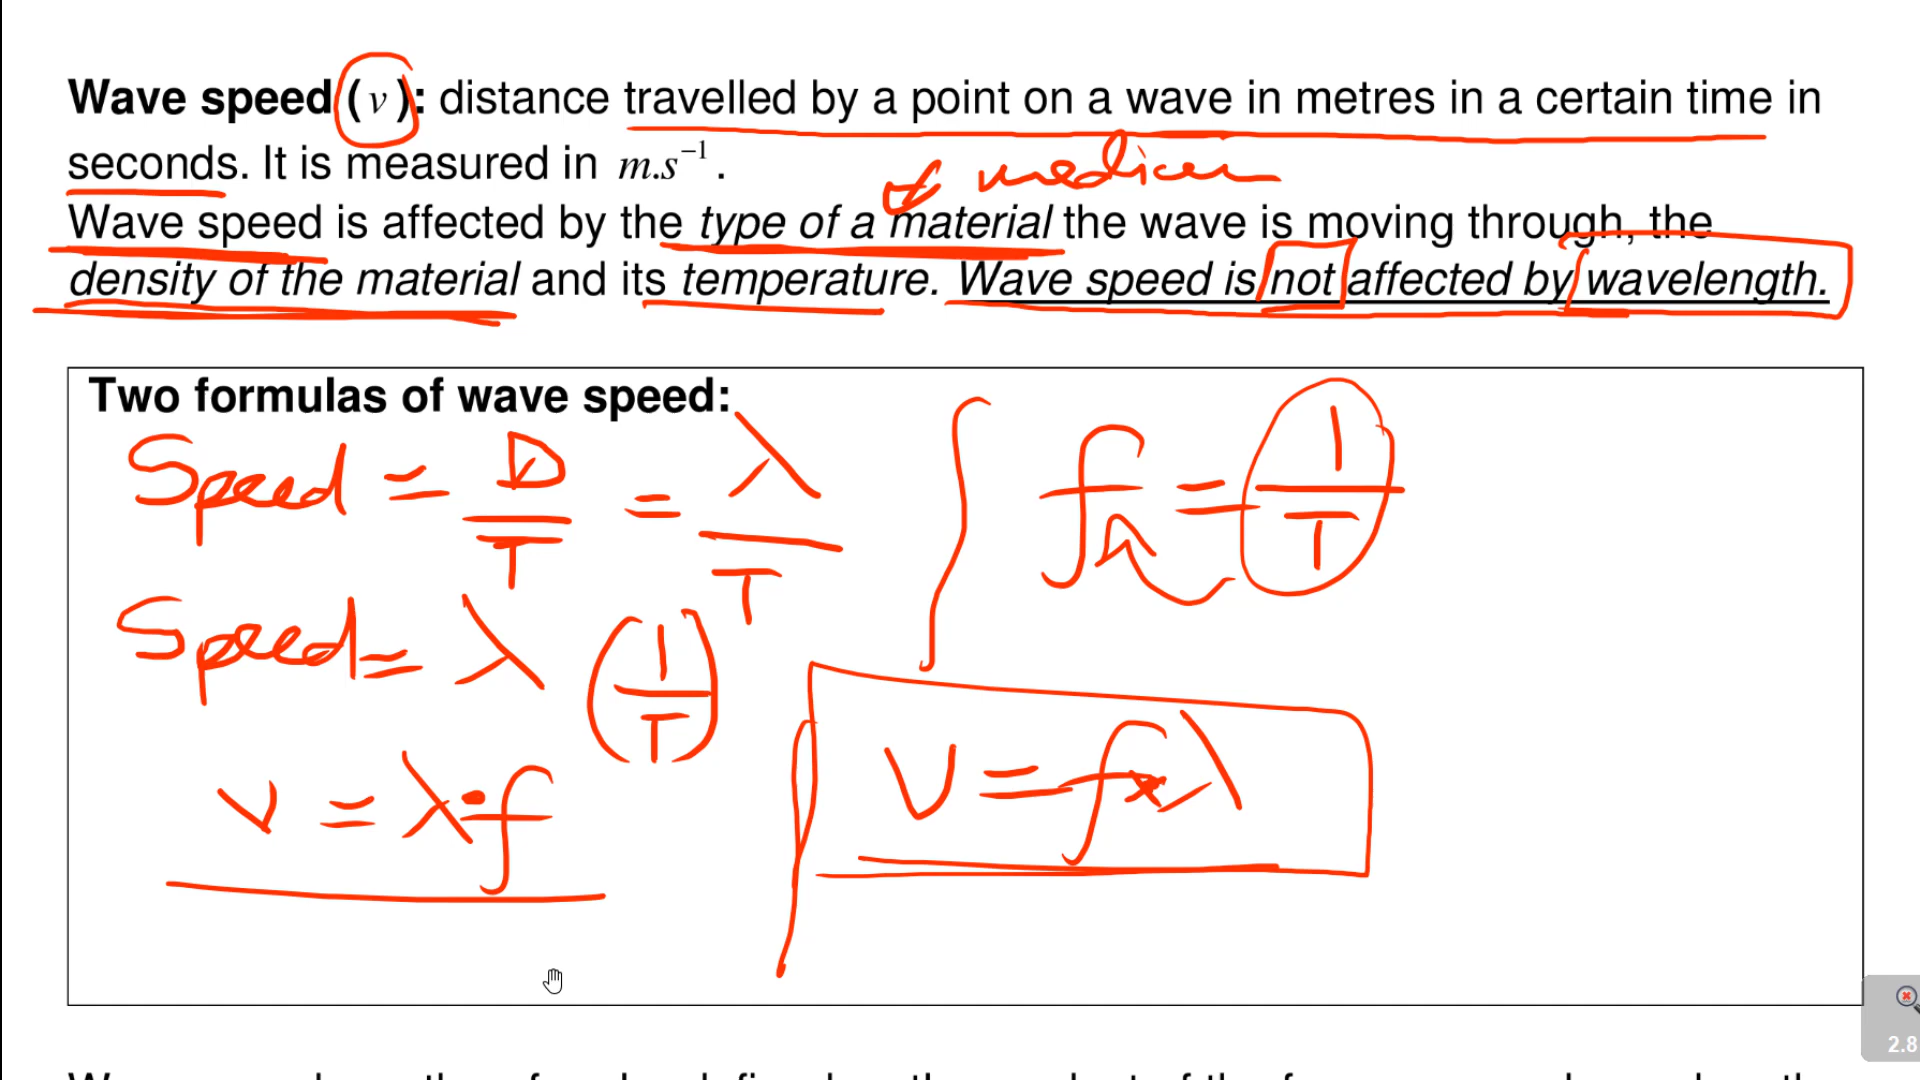 Wave speed (v): distance travelled by a point on a wave in metres in a certain time in
seconds. It is measured in m.s⁻¹.
medium
Wave speed is affected by the type of a material the wave is moving through, the
density of the material and its temperature. Wave speed is not affected by wavelength.
Two formulas of wave speed:
Speed = D/T = λ/T
f = 1/T
Speed = λ (1/T)
v = λ·f
v = f×λ
2.8